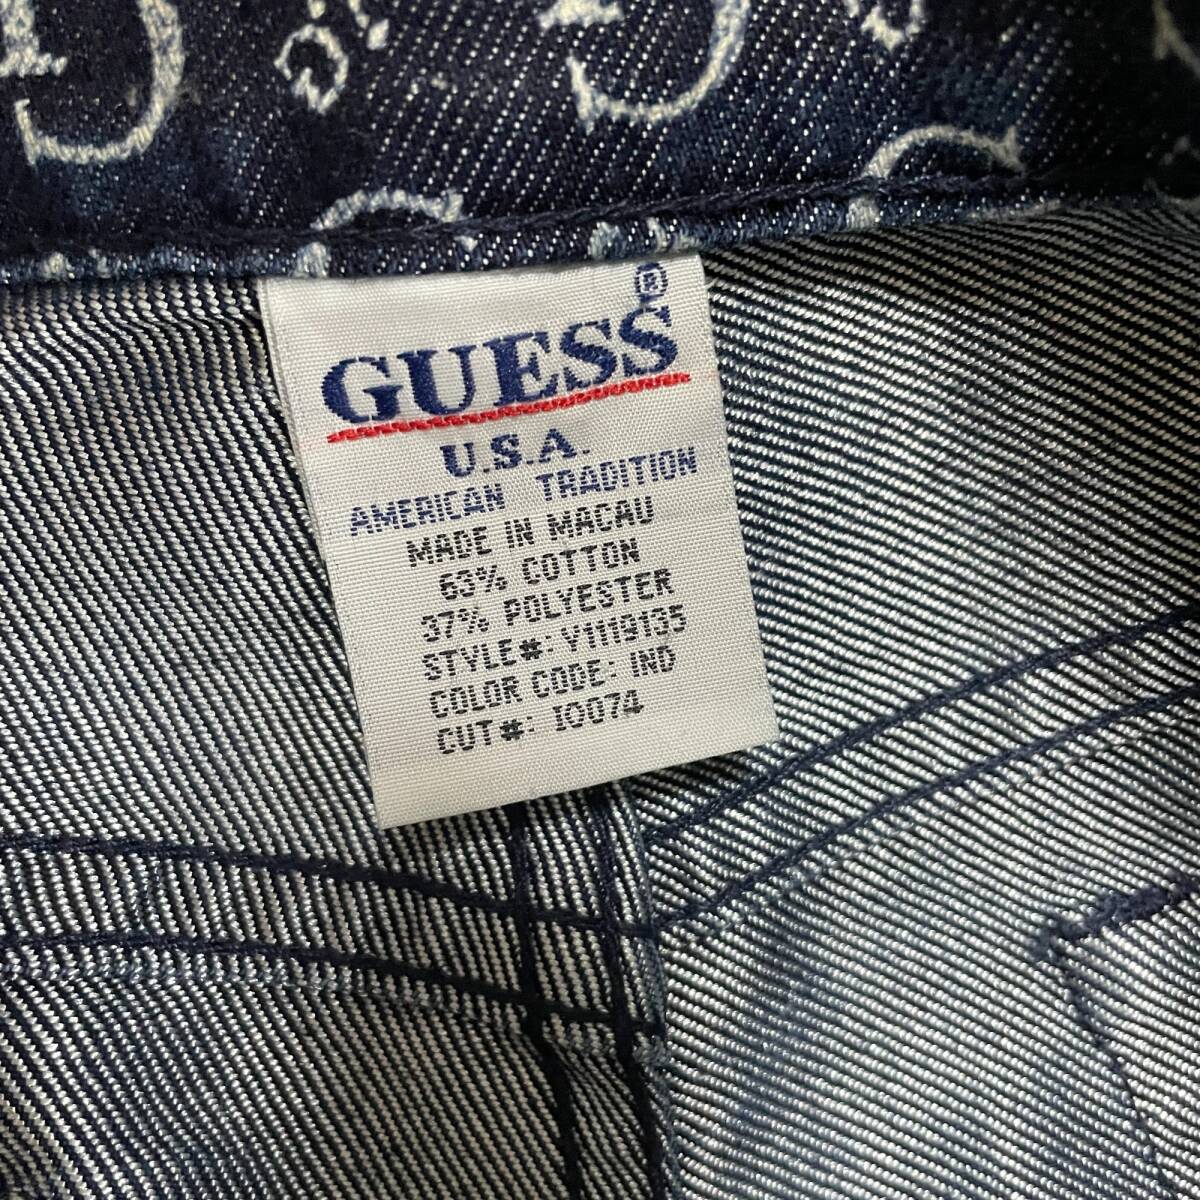 GUESS®
U.S.A.
AMERICAN TRADITION
MADE IN MACAU
63% COTTON
37% POLYESTER
STYLE#: Y1119135
COLOR CODE: IND
CUT#: 10074